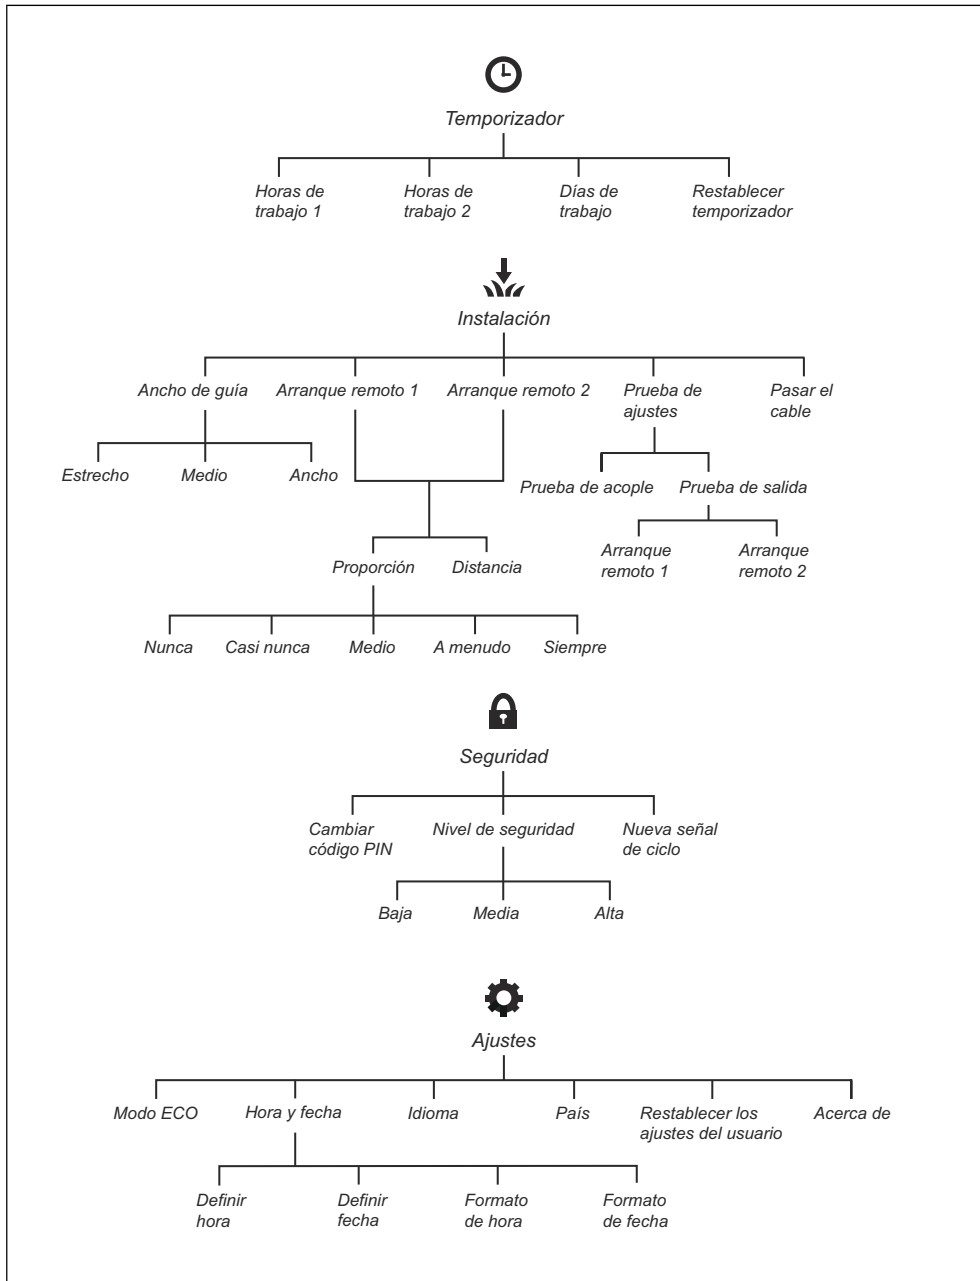 Temporizador
Horas de
trabajo 1
Horas de
trabajo 2
Días de
trabajo
Restablecer
temporizador
Instalación
Ancho de guía
Arranque remoto 1
Arranque remoto 2
Prueba de
ajustes
Pasar el
cable
Estrecho
Medio
Ancho
Prueba de acople
Prueba de salida
Arranque
remoto 1
Arranque
remoto 2
Proporción
Distancia
Nunca
Casi nunca
Medio
A menudo
Siempre
Seguridad
Cambiar
código PIN
Nivel de seguridad
Nueva señal
de ciclo
Baja
Media
Alta
Ajustes
Modo ECO
Hora y fecha
Idioma
País
Restablecer los
ajustes del usuario
Acerca de
Definir
hora
Definir
fecha
Formato
de hora
Formato
de fecha